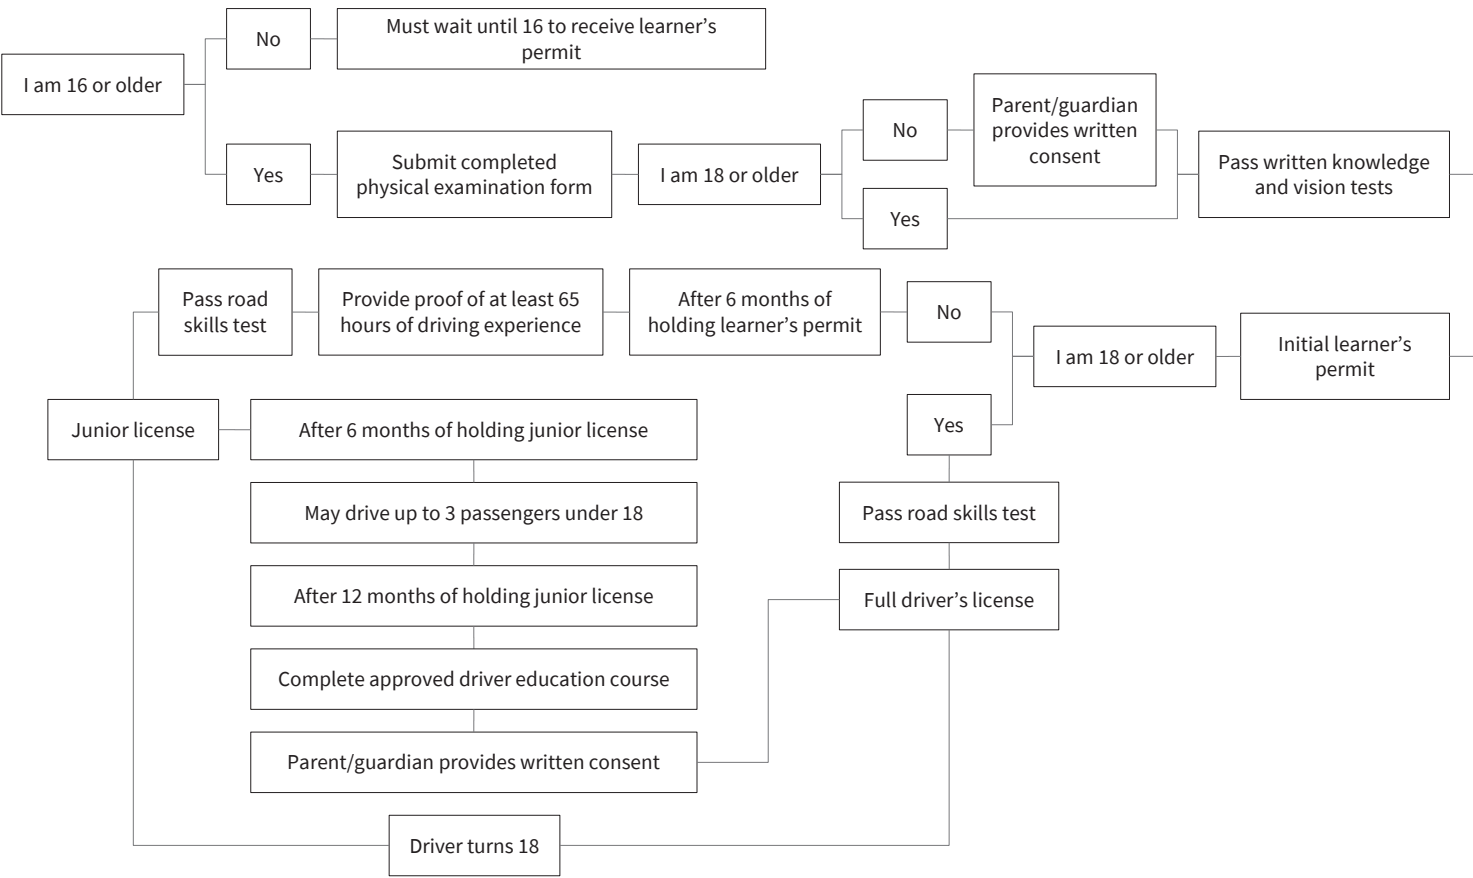 No
Must wait until 16 to receive learner’s
permit
I am 16 or older
Yes
Submit completed
physical examination form
I am 18 or older
No
Parent/guardian
provides written
consent
Yes
Pass written knowledge
and vision tests
Initial learner’s
permit
I am 18 or older
No
After 6 months of
holding learner’s permit
Provide proof of at least 65
hours of driving experience
Pass road
skills test
Yes
Pass road skills test
Full driver’s license
Junior license
After 6 months of holding junior license
May drive up to 3 passengers under 18
After 12 months of holding junior license
Complete approved driver education course
Parent/guardian provides written consent
Driver turns 18